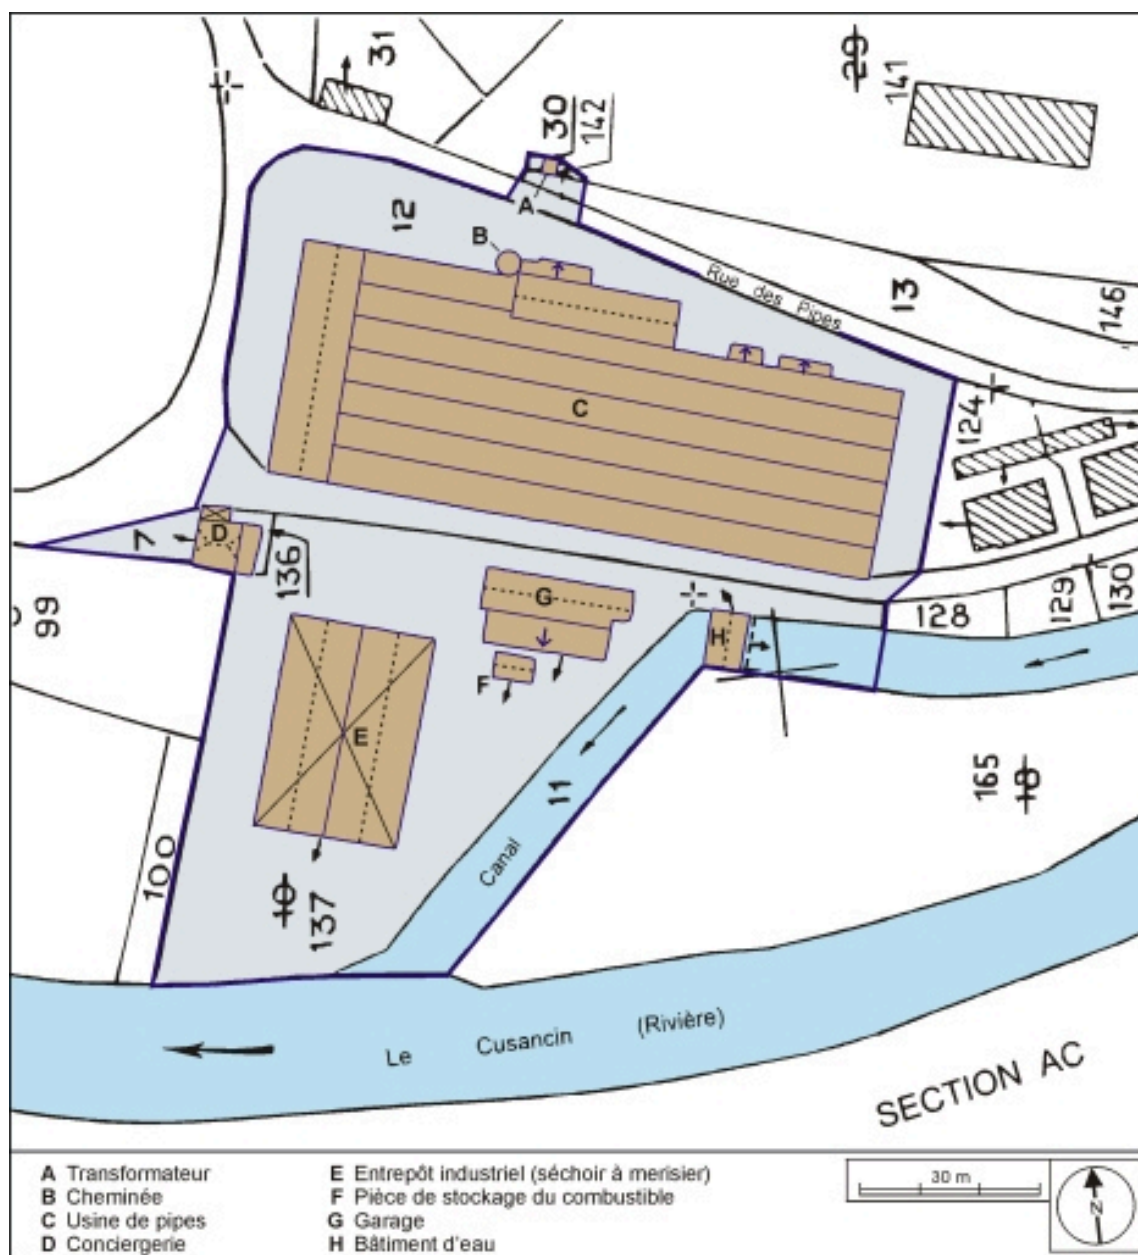 31
29
141
30
142
12
A
B
Rue des Pipes
13
146
C
124
7
D
136
99
G
H
128
129
130
F
E
11
Canal
165
18
100
10
137
Le Cusancin (Rivière)
SECTION AC
A Transformateur
B Cheminée
C Usine de pipes
D Conciergerie
E Entrepôt industriel (séchoir à merisier)
F Pièce de stockage du combustible
G Garage
H Bâtiment d'eau
30 m
N